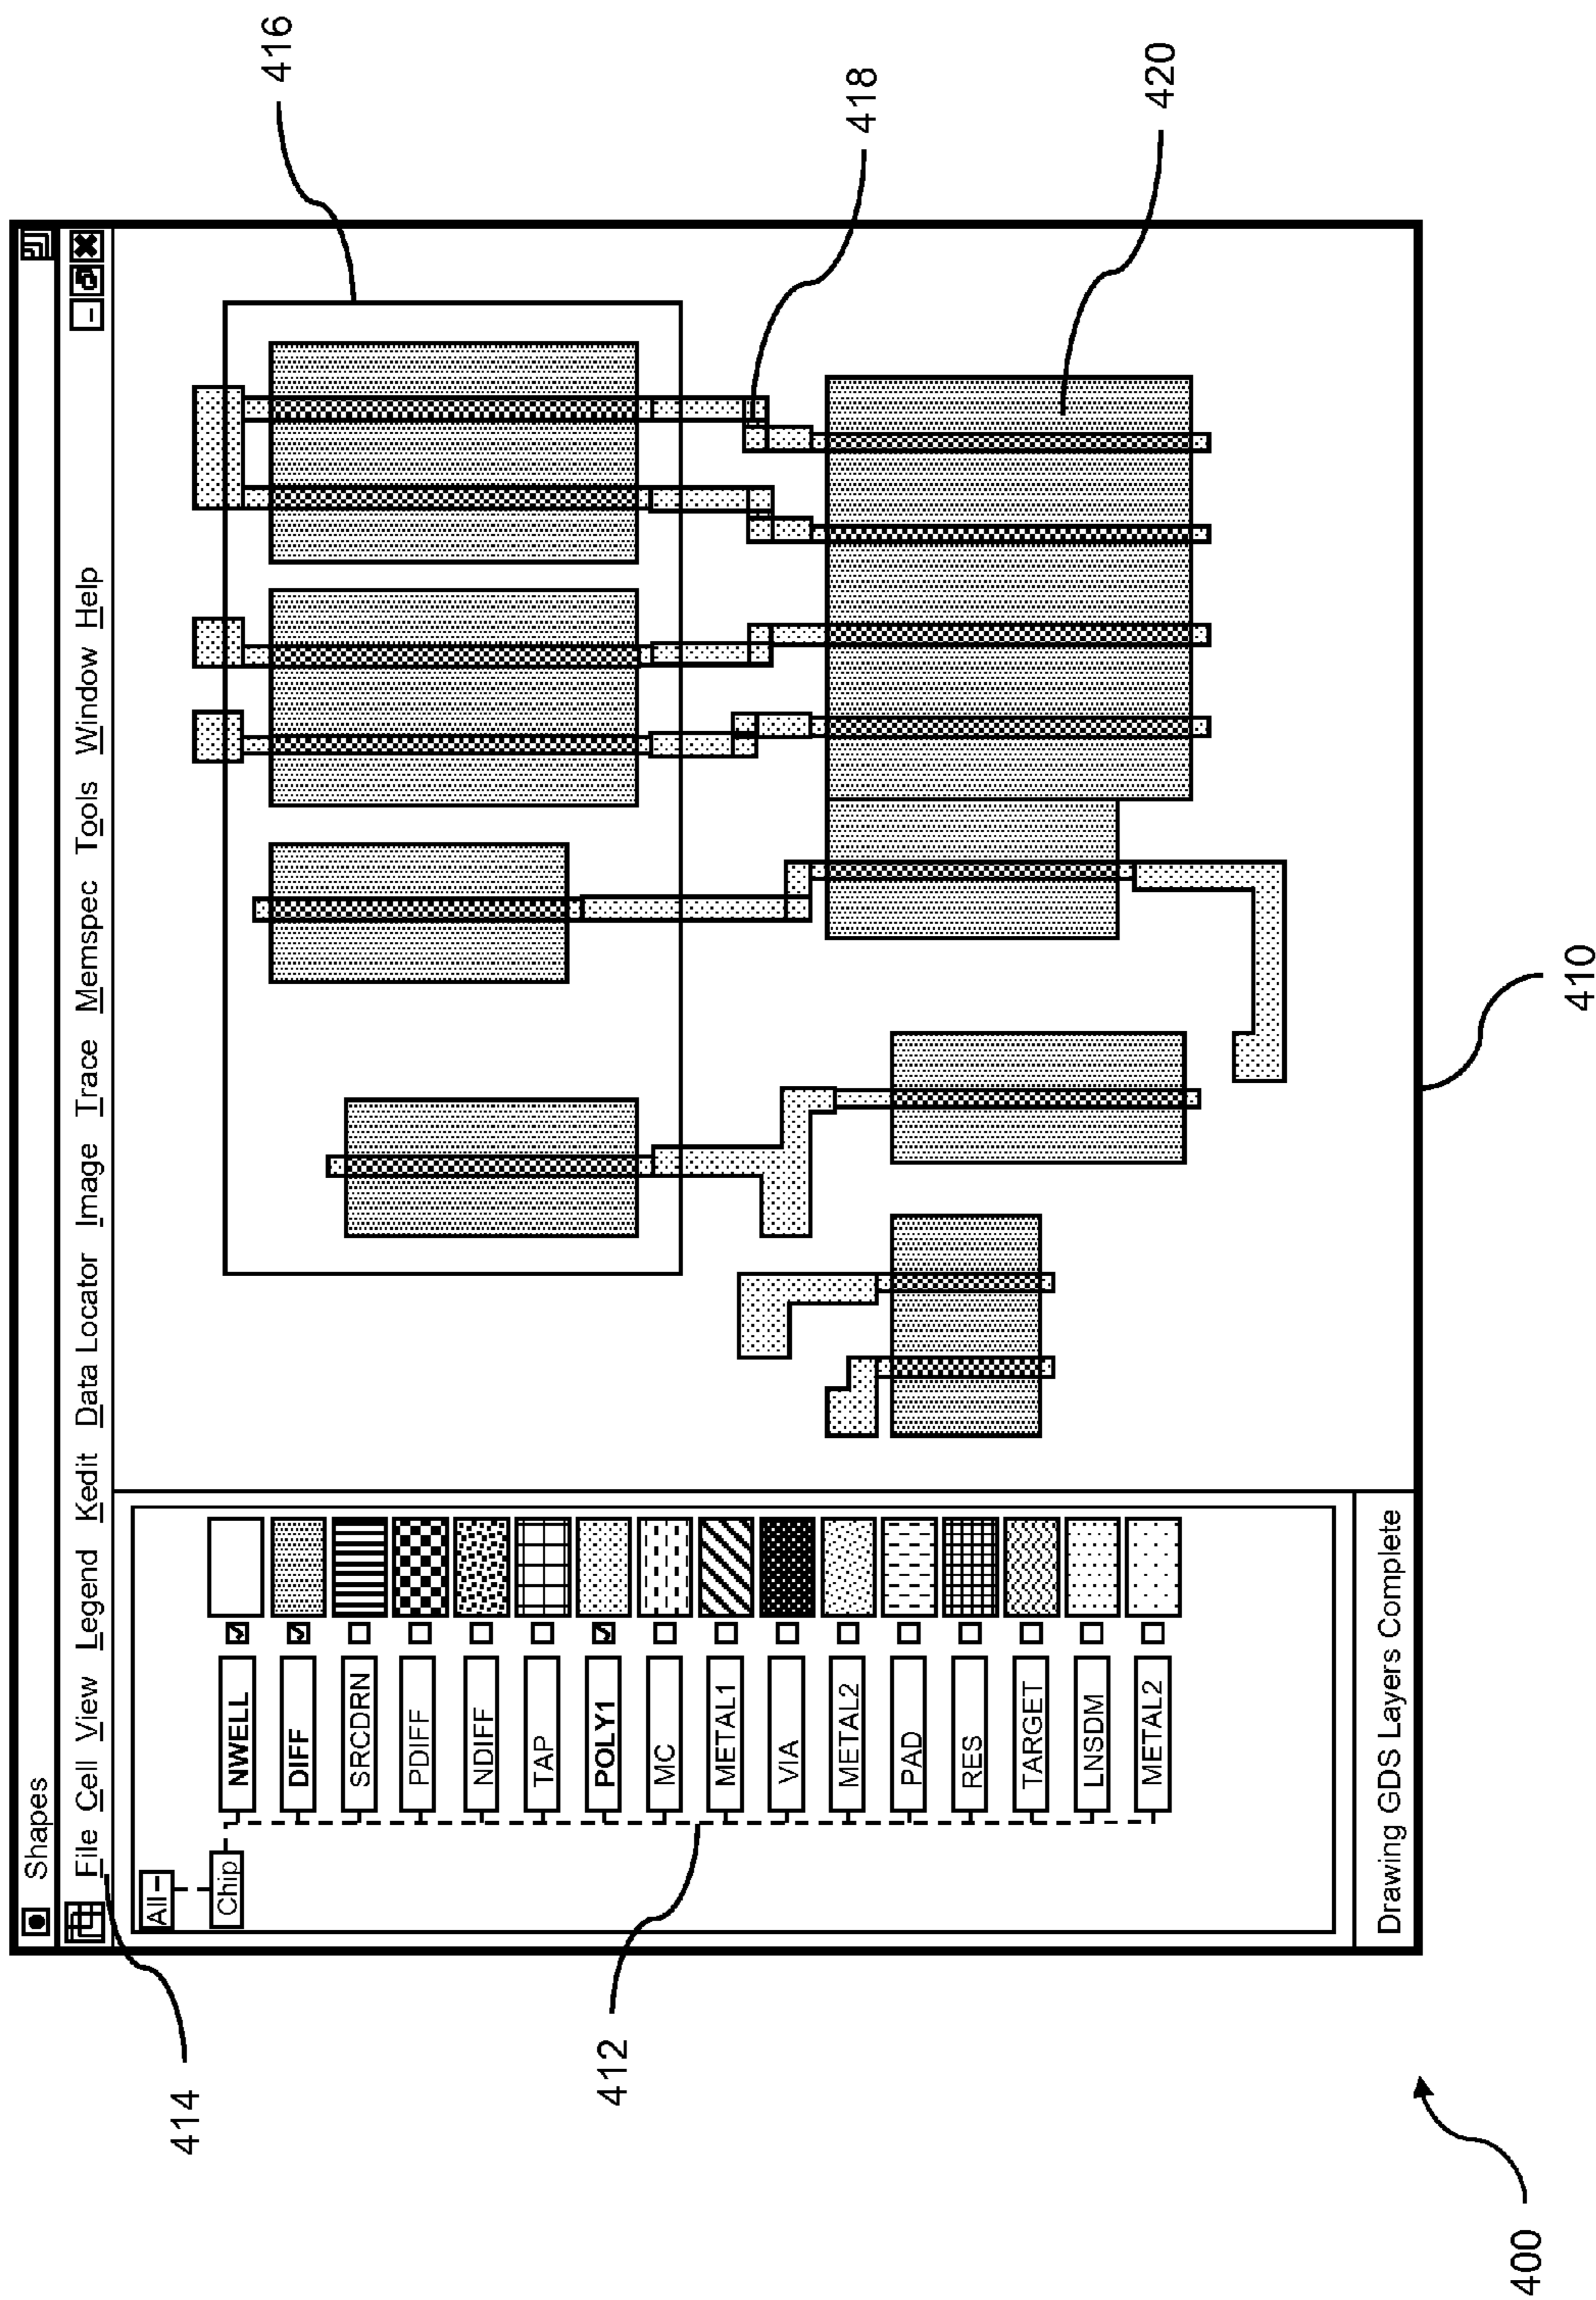 Shapes
File Cell View Legend Kedit Data Locator Image Trace Memspec Tools Window Help
All
Chip
NWELL
DIFF
SRCDRN
PDIFF
NDIFF
TAP
POLY1
MC
METAL1
VIA
METAL2
PAD
RES
TARGET
LNSDM
METAL2
Drawing GDS Layers Complete
414
412
400
410
416
418
420